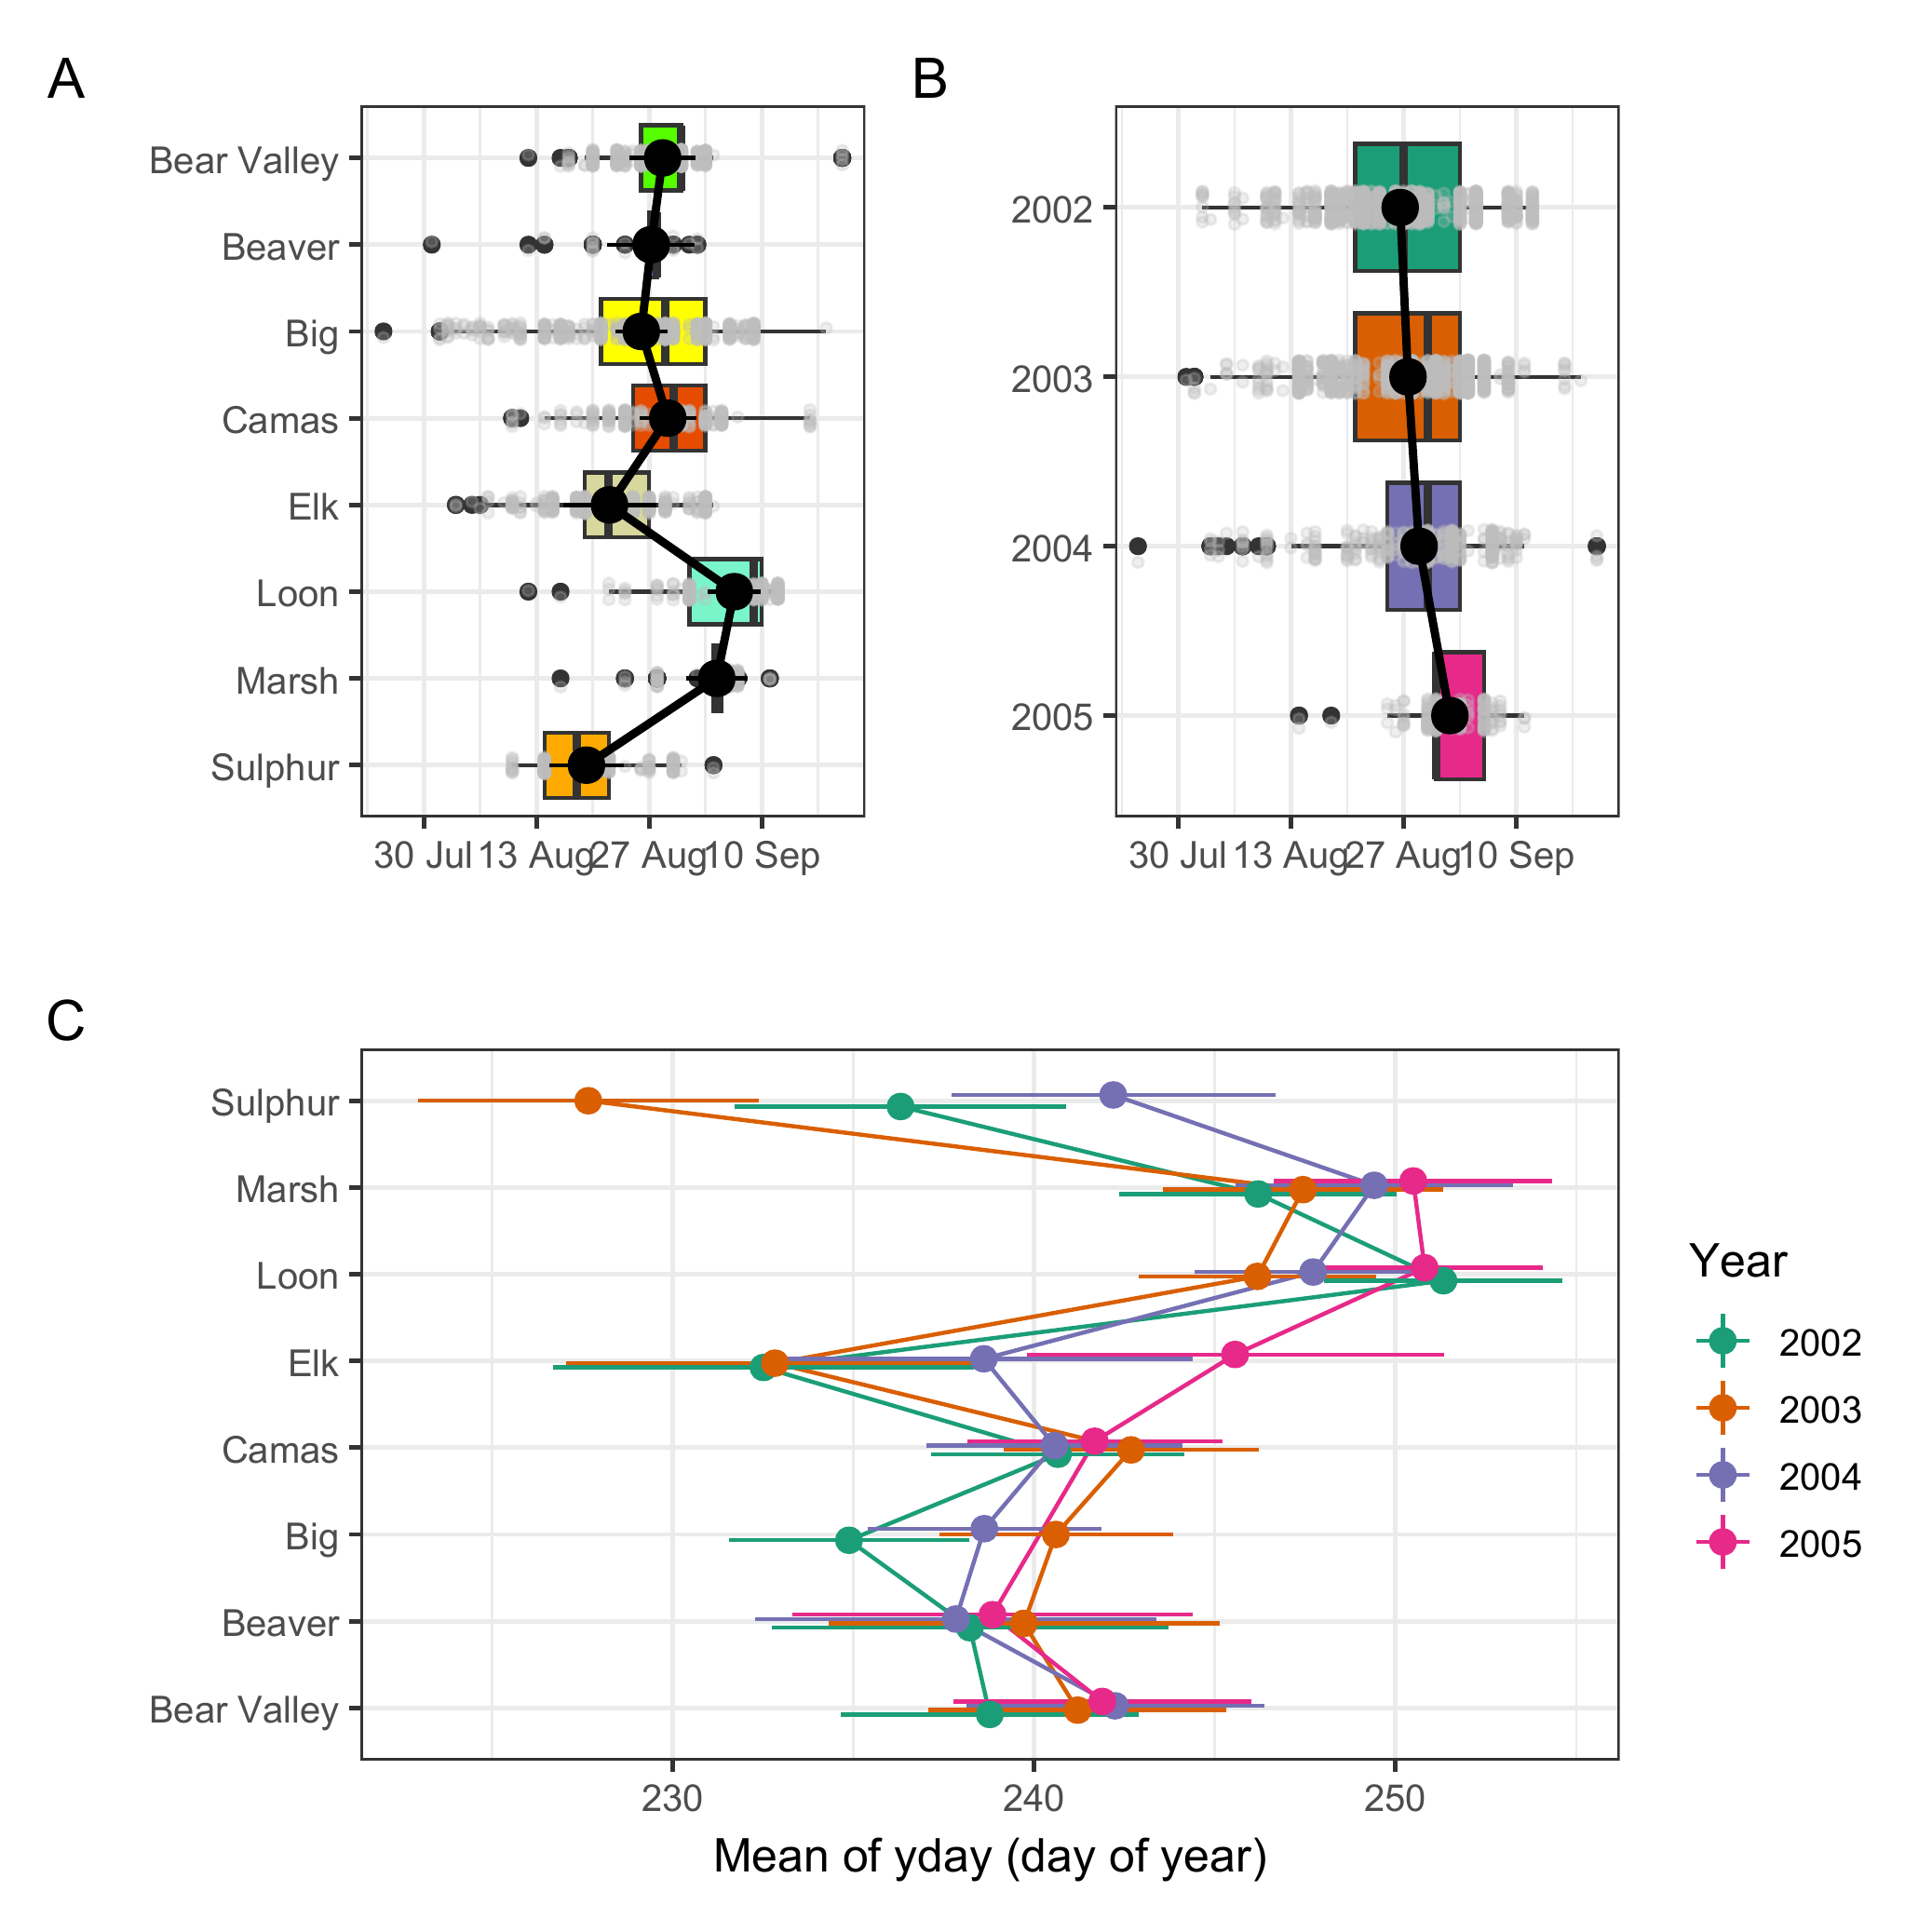 A
Bear Valley
Beaver
Big
Camas
Elk
Loon
Marsh
Sulphur
30 Jul 13 Aug 27 Aug 10 Sep
B
2002
2003
2004
2005
30 Jul 13 Aug 27 Aug 10 Sep
C
Sulphur
Marsh
Loon
Elk
Camas
Big
Beaver
Bear Valley
230 240 250
Mean of yday (day of year)
Year
2002
2003
2004
2005